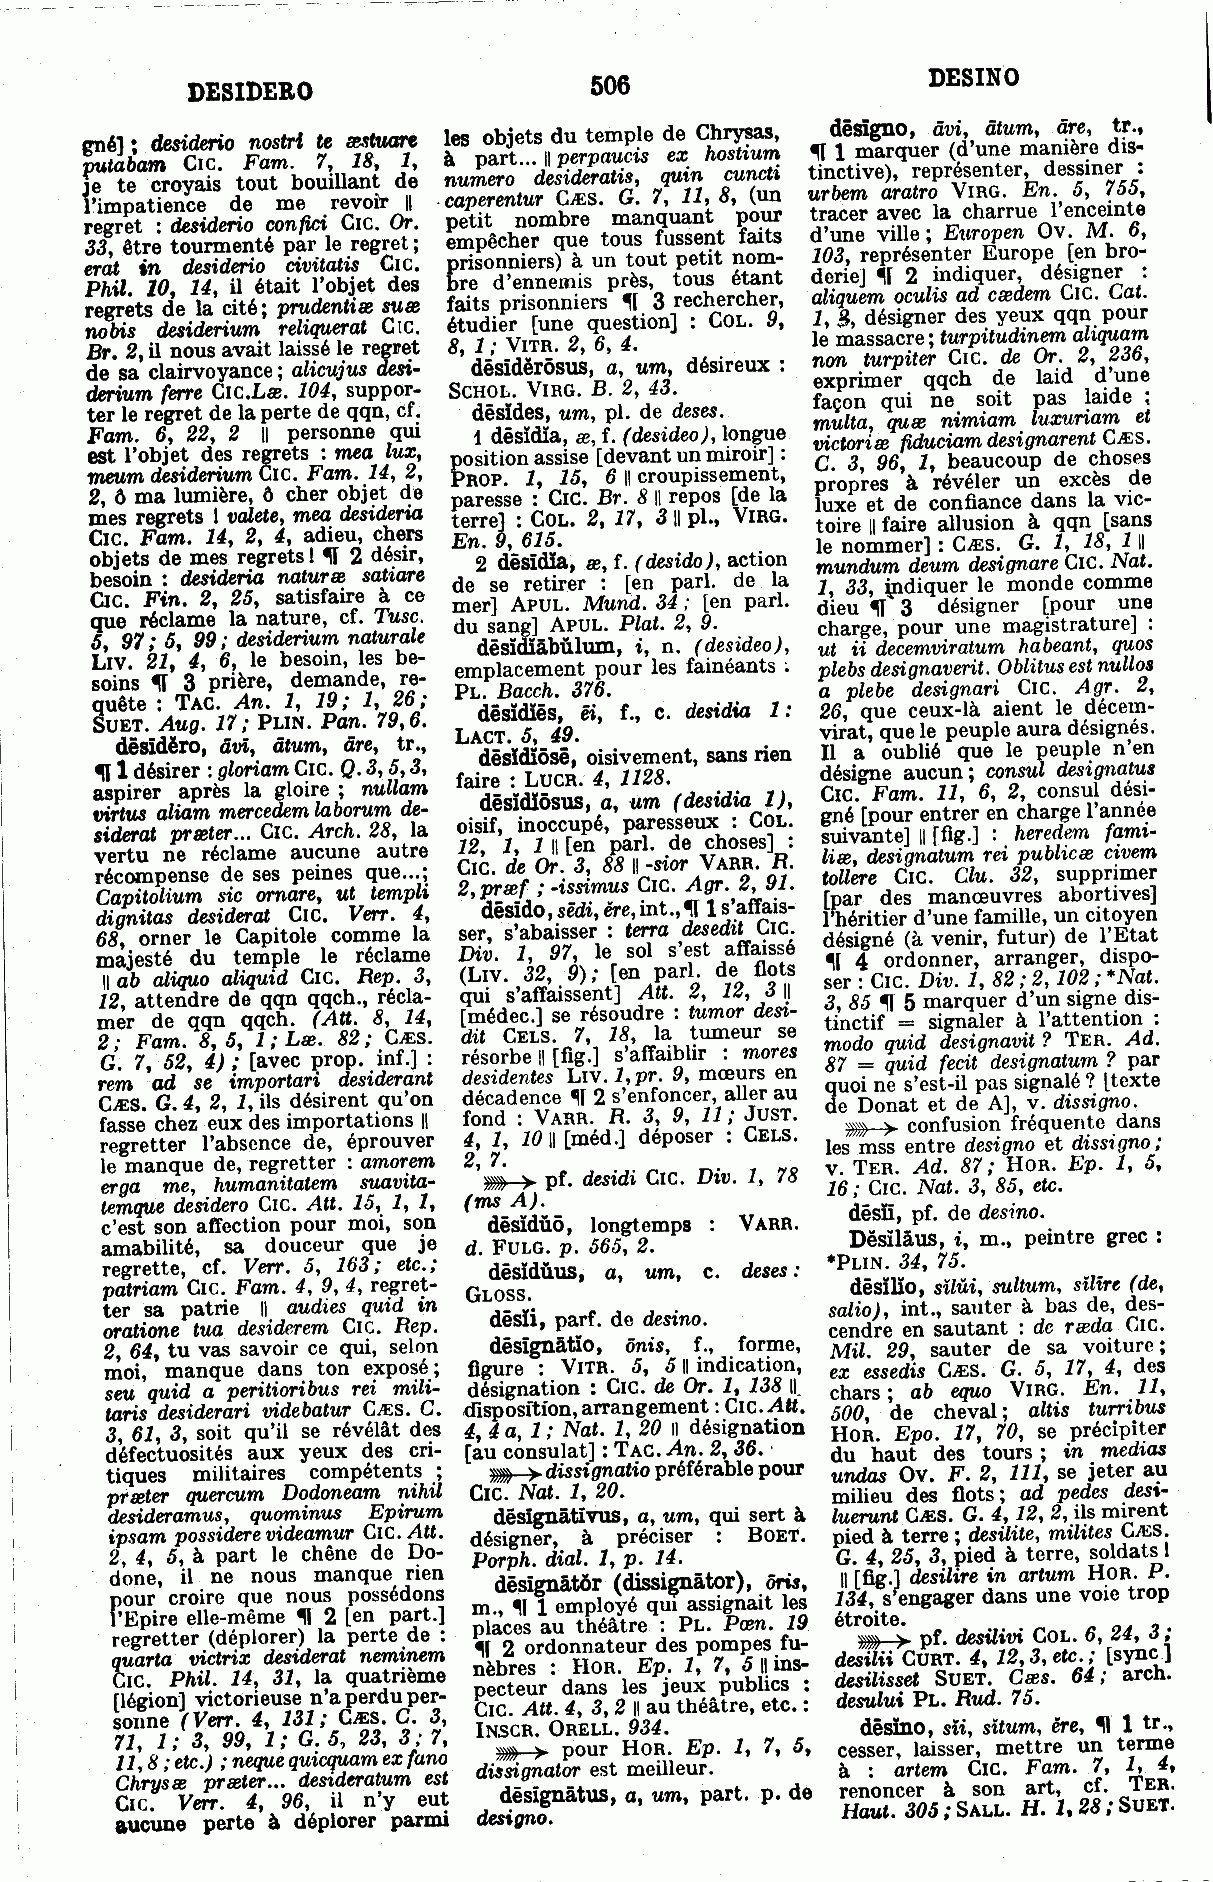 DESIDERO
506
DESINO
gné] ; desiderio nostri te æstuare
putabam CIC. Fam. 7, 18, 1,
je te croyais tout bouillant de
l'impatience de me revoir ||
regret : desiderio confici CIC. Or.
33, être tourmenté par le regret ;
erat in desiderio civitatis CIC.
Phil. 10, 14, il était l'objet des
regrets de la cité ; prudentiæ suæ
nobis desiderium reliquerat CIC.
Br. 2, il nous avait laissé le regret
de sa clairvoyance ; alicujus desi-
derium ferre CIC. Læ. 104, suppor-
ter le regret de la perte de qqn, cf.
Fam. 6, 22, 2 || personne qui
est l'objet des regrets : mea lux,
meum desiderium CIC. Fam. 14, 2,
2, ô ma lumière, ô cher objet de
mes regrets ! valete, mea desideria
CIC. Fam. 14, 2, 4, adieu, chers
objets de mes regrets ! ¶ 2 désir,
besoin : desideria naturæ satiare
CIC. Fin. 2, 25, satisfaire à ce
que réclame la nature, cf. Tusc.
5, 97 ; 5, 99 ; desiderium naturale
LIV. 21, 4, 6, le besoin, les be-
soins ¶ 3 prière, demande, re-
quête : TAC. An. 1, 19 ; 1, 26 ;
SUET. Aug. 17 ; PLIN. Pan. 79, 6.
dēsīdĕro, āvi, ātum, āre, tr.,
¶ 1 désirer : gloriam CIC. Q. 3, 5, 3,
aspirer après la gloire ; nullam
virtus aliam mercedem laborum de-
siderat præter... CIC. Arch. 28, la
vertu ne réclame aucune autre
récompense de ses peines que...;
Capitolium sic ornare, ut templi
dignitas desiderat CIC. Verr. 4,
68, orner le Capitole comme la
majesté du temple le réclame
|| ab aliquo aliquid CIC. Rep. 3,
12, attendre de qqn qqch., récla-
mer de qqn qqch. (Att. 8, 14,
2 ; Fam. 8, 5, 1 ; Læ. 82 ; CÆS.
G. 7, 52, 4) ; [avec prop. inf.] :
rem ad se importari desiderant
CÆS. G. 4, 2, 1, ils désirent qu'on
fasse chez eux des importations ||
regretter l'absence de, éprouver
le manque de, regretter : amorem
erga me, humanitatem suavita-
temque desidero CIC. Att. 15, 1, 1,
c'est son affection pour moi, son
amabilité, sa douceur que je
regrette, cf. Verr. 5, 163 ; etc.;
patriam CIC. Fam. 4, 9, 4, regret-
ter sa patrie || audies quid in
oratione tua desiderem CIC. Rep.
2, 64, tu vas savoir ce qui, selon
moi, manque dans ton exposé ;
seu quid a peritioribus rei mili-
taris desiderari videbatur CÆS. C.
3, 61, 3, soit qu'il se révélât des
défectuosités aux yeux des cri-
tiques militaires compétents ;
præter quercum Dodoneam nihil
desideramus, quominus Epirum
ipsam possidere videamur CIC. Att.
2, 4, 5, à part le chêne de Do-
done, il ne nous manque rien
pour croire que nous possédons
l'Epire elle-même ¶ 2 [en part.]
regretter (déplorer) la perte de :
quarta victrix desiderat neminem
CIC. Phil. 14, 31, la quatrième
[légion] victorieuse n'a perdu per-
sonne (Verr. 4, 131 ; CÆS. C. 3,
71, 1 ; 3, 99, 1 ; G. 5, 23, 3 ; 7,
11, 8 ; etc.) ; neque quicquam ex fano
Chrysæ præter... desideratum est
CIC. Verr. 4, 96, il n'y eut
aucune perte à déplorer parmi
les objets du temple de Chrysas,
à part... || perpaucis ex hostium
numero desideratis, quin cuncti
caperentur CÆS. G. 7, 11, 8, (un
petit nombre manquant pour
empêcher que tous fussent faits
prisonniers) à un tout petit nom-
bre d'ennemis près, tous étant
faits prisonniers ¶ 3 rechercher,
étudier [une question] : COL. 9,
8, 1 ; VITR. 2, 6, 4.
dēsīdĕrōsus, a, um, désireux :
SCHOL. VIRG. B. 2, 43.
dēsĭdes, um, pl. de deses.
1 dēsĭdĭa, æ, f. (desideo), longue
position assise [devant un miroir] :
PROP. 1, 15, 6 || croupissement,
paresse : CIC. Br. 8 || repos [de la
terre] : COL. 2, 17, 3 || pl., VIRG.
En. 9, 615.
2 dēsīdĭa, æ, f. (desido), action
de se retirer : [en parl. de la
mer] APUL. Mund. 34 ; [en parl.
du sang] APUL. Plat. 2, 9.
dēsĭdĭābŭlum, i, n. (desideo),
emplacement pour les fainéants :
PL. Bacch. 376.
dēsĭdĭēs, ēi, f., c. desidia 1 :
LACT. 5, 49.
dēsĭdĭōsē, oisivement, sans rien
faire : LUCR. 4, 1128.
dēsĭdĭōsus, a, um (desidia 1),
oisif, inoccupé, paresseux : COL.
12, 1, 1 || [en parl. de choses] :
CIC. de Or. 3, 88 || -sior VARR. R.
2, præf ; -issimus CIC. Agr. 2, 91.
dēsīdo, sēdi, ĕre, int., ¶ 1 s'affais-
ser, s'abaisser : terra desedit CIC.
Div. 1, 97, le sol s'est affaissé
(LIV. 32, 9) ; [en parl. de flots
qui s'affaissent] Att. 2, 12, 3 ||
[médec.] se résoudre : tumor desi-
dit CELS. 7, 18, la tumeur se
résorbe || [fig.] s'affaiblir : mores
desidentes LIV. 1, pr. 9, mœurs en
décadence ¶ 2 s'enfoncer, aller au
fond : VARR. R. 3, 9, 11 ; JUST.
4, 1, 10 || [méd.] déposer : CELS.
2, 7.
⟫→ pf. desidi CIC. Div. 1, 78
(ms A).
dēsĭdŭō, longtemps : VARR.
d. FULG. p. 565, 2.
dēsĭdŭus, a, um, c. deses :
GLOSS.
dēsĭi, parf. de desino.
dēsignātĭo, ōnis, f., forme,
figure : VITR. 5, 5 || indication,
désignation : CIC. de Or. 1, 138 ||
disposition, arrangement : CIC. Att.
4, 4 a, 1 ; Nat. 1, 20 || désignation
[au consulat] : TAC. An. 2, 36.
⟫→ dissignatio préférable pour
CIC. Nat. 1, 20.
dēsignātīvus, a, um, qui sert à
désigner, à préciser : BOET.
Porph. dial. 1, p. 14.
dēsignātŏr (dissignātor), ōris,
m., ¶ 1 employé qui assignait les
places au théâtre : PL. Pœn. 19
¶ 2 ordonnateur des pompes fu-
nèbres : HOR. Ep. 1, 7, 5 || ins-
pecteur dans les jeux publics :
CIC. Att. 4, 3, 2 || au théâtre, etc. :
INSCR. ORELL. 934.
⟫→ pour HOR. Ep. 1, 7, 5,
dissignator est meilleur.
dēsignātus, a, um, part. p. de
designo.
dēsigno, āvi, ātum, āre, tr.,
¶ 1 marquer (d'une manière dis-
tinctive), représenter, dessiner :
urbem aratro VIRG. En. 5, 755,
tracer avec la charrue l'enceinte
d'une ville ; Europen OV. M. 6,
103, représenter Europe [en bro-
derie] ¶ 2 indiquer, désigner :
aliquem oculis ad cædem CIC. Cat.
1, 2, désigner des yeux qqn pour
le massacre ; turpitudinem aliquam
non turpiter CIC. de Or. 2, 236,
exprimer qqch de laid d'une
façon qui ne soit pas laide ;
multa, quæ nimiam luxuriam et
victoriæ fiduciam designarent CÆS.
C. 3, 96, 1, beaucoup de choses
propres à révéler un excès de
luxe et de confiance dans la vic-
toire || faire allusion à qqn [sans
le nommer] : CÆS. G. 1, 18, 1 ||
mundum deum designare CIC. Nat.
1, 33, indiquer le monde comme
dieu ¶ 3 désigner [pour une
charge, pour une magistrature] :
ut ii decemviratum habeant, quos
plebs designaverit. Oblitus est nullos
a plebe designari CIC. Agr. 2,
26, que ceux-là aient le décem-
virat, que le peuple aura désignés.
Il a oublié que le peuple n'en
désigne aucun ; consul designatus
CIC. Fam. 11, 6, 2, consul dési-
gné [pour entrer en charge l'année
suivante] || [fig.] : heredem fami-
liæ, designatum rei publicæ civem
tollere CIC. Clu. 32, supprimer
[par des manœuvres abortives]
l'héritier d'une famille, un citoyen
désigné (à venir, futur) de l'Etat
¶ 4 ordonner, arranger, dispo-
ser : CIC. Div. 1, 82 ; 2, 102 ; *Nat.
3, 85 ¶ 5 marquer d'un signe dis-
tinctif = signaler à l'attention :
modo quid designavit ? TER. Ad.
87 = quid fecit designatum ? par
quoi ne s'est-il pas signalé ? [texte
de Donat et de A], v. dissigno.
⟫→ confusion fréquente dans
les mss entre designo et dissigno ;
v. TER. Ad. 87 ; HOR. Ep. 1, 5,
16 ; CIC. Nat. 3, 85, etc.
dēsĭī, pf. de desino.
Dēsĭlāus, i, m., peintre grec :
*PLIN. 34, 75.
dēsĭlĭo, sĭlŭi, sultum, sĭlīre (de,
salio), int., sauter à bas de, des-
cendre en sautant : de ræda CIC.
Mil. 29, sauter de sa voiture ;
ex essedis CÆS. G. 5, 17, 4, des
chars ; ab equo VIRG. En. 11,
500, de cheval ; altis turribus
HOR. Epo. 17, 70, se précipiter
du haut des tours ; in medias
undas OV. F. 2, 111, se jeter au
milieu des flots ; ad pedes desi-
luerunt CÆS. G. 4, 12, 2, ils mirent
pied à terre ; desilite, milites CÆS.
G. 4, 25, 3, pied à terre, soldats !
|| [fig.] desilire in artum HOR. P.
134, s'engager dans une voie trop
étroite.
⟫→ pf. desilivi COL. 6, 24, 3 ;
desilii CURT. 4, 12, 3, etc. ; [sync.]
desilisset SUET. Cæs. 64 ; arch.
desului PL. Rud. 75.
dēsĭno, sĭi, sĭtum, ĕre, ¶ 1 tr.,
cesser, laisser, mettre un terme
à : artem CIC. Fam. 7, 1, 4,
renoncer à son art, cf. TER.
Haut. 305 ; SALL. H. 1, 28 ; SUET.